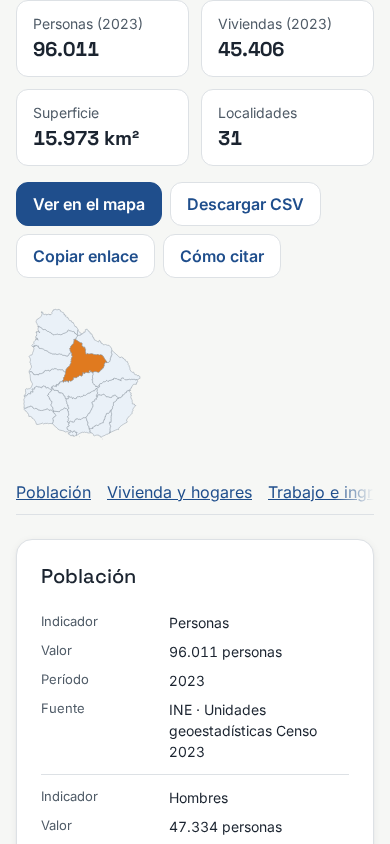 Personas (2023)
96.011
Viviendas (2023)
45.406
Superficie
15.973 km²
Localidades
31
Ver en el mapa
Descargar CSV
Copiar enlace
Cómo citar
Población
Vivienda y hogares
Trabajo e ingr
Población
Indicador
Personas
Valor
96.011 personas
Período
2023
Fuente
INE · Unidades
geoestadísticas Censo
2023
Indicador
Hombres
Valor
47.334 personas